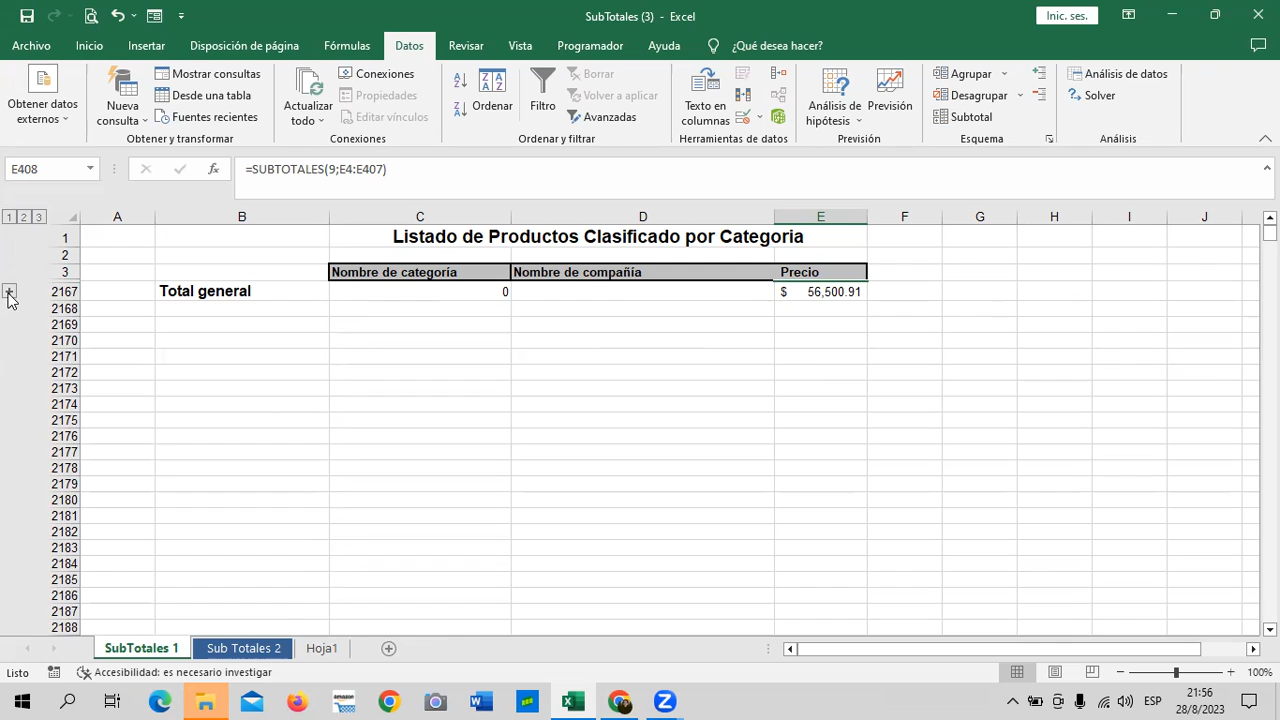 SubTotales (3) - Excel
Inic. ses.
Archivo Inicio Insertar Disposición de página Fórmulas Datos Revisar Vista Programador Ayuda ¿Qué desea hacer?
Obtener datos externos
Nueva consulta
Mostrar consultas
Desde una tabla
Fuentes recientes
Obtener y transformar
Actualizar todo
Conexiones
Propiedades
Editar vínculos
Conexiones
Ordenar
Filtro
Borrar
Volver a aplicar
Avanzadas
Ordenar y filtrar
Texto en columnas
Herramientas de datos
Análisis de hipótesis
Previsión
Previsión
Agrupar
Desagrupar
Subtotal
Esquema
Análisis de datos
Solver
Análisis
E408 fx =SUBTOTALES(9;E4:E407)
1 2 3 A B C D E F G H I J
1 Listado de Productos Clasificado por Categoria
2
3 Nombre de categoría Nombre de compañía Precio
2167 Total general 0 $ 56,500.91
2168
2169
2170
2171
2172
2173
2174
2175
2176
2177
2178
2179
2180
2181
2182
2183
2184
2185
2186
2187
2188
SubTotales 1 Sub Totales 2 Hoja1
Listo Accesibilidad: es necesario investigar 100%
amazon
ESP
21:56
28/8/2023